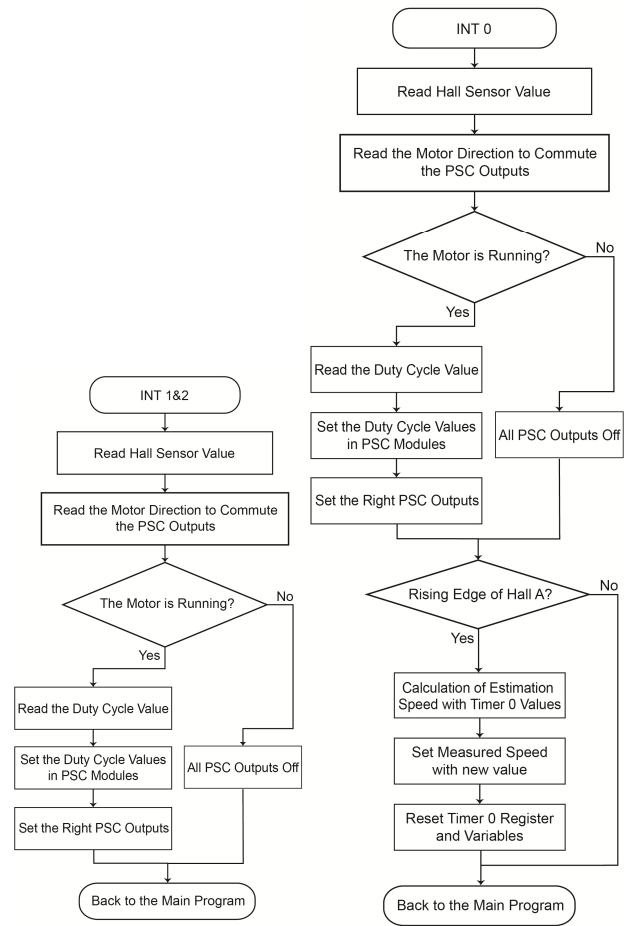 INT 1&2
Read Hall Sensor Value
Read the Motor Direction to Commute
the PSC Outputs
The Motor is Running?
No
Yes
Read the Duty Cycle Value
Set the Duty Cycle Values
in PSC Modules
All PSC Outputs Off
Set the Right PSC Outputs
Back to the Main Program
INT 0
Read Hall Sensor Value
Read the Motor Direction to Commute
the PSC Outputs
The Motor is Running?
No
Yes
Read the Duty Cycle Value
Set the Duty Cycle Values
in PSC Modules
All PSC Outputs Off
Set the Right PSC Outputs
Rising Edge of Hall A?
No
Yes
Calculation of Estimation
Speed with Timer 0 Values
Set Measured Speed
with new value
Reset Timer 0 Register
and Variables
Back to the Main Program